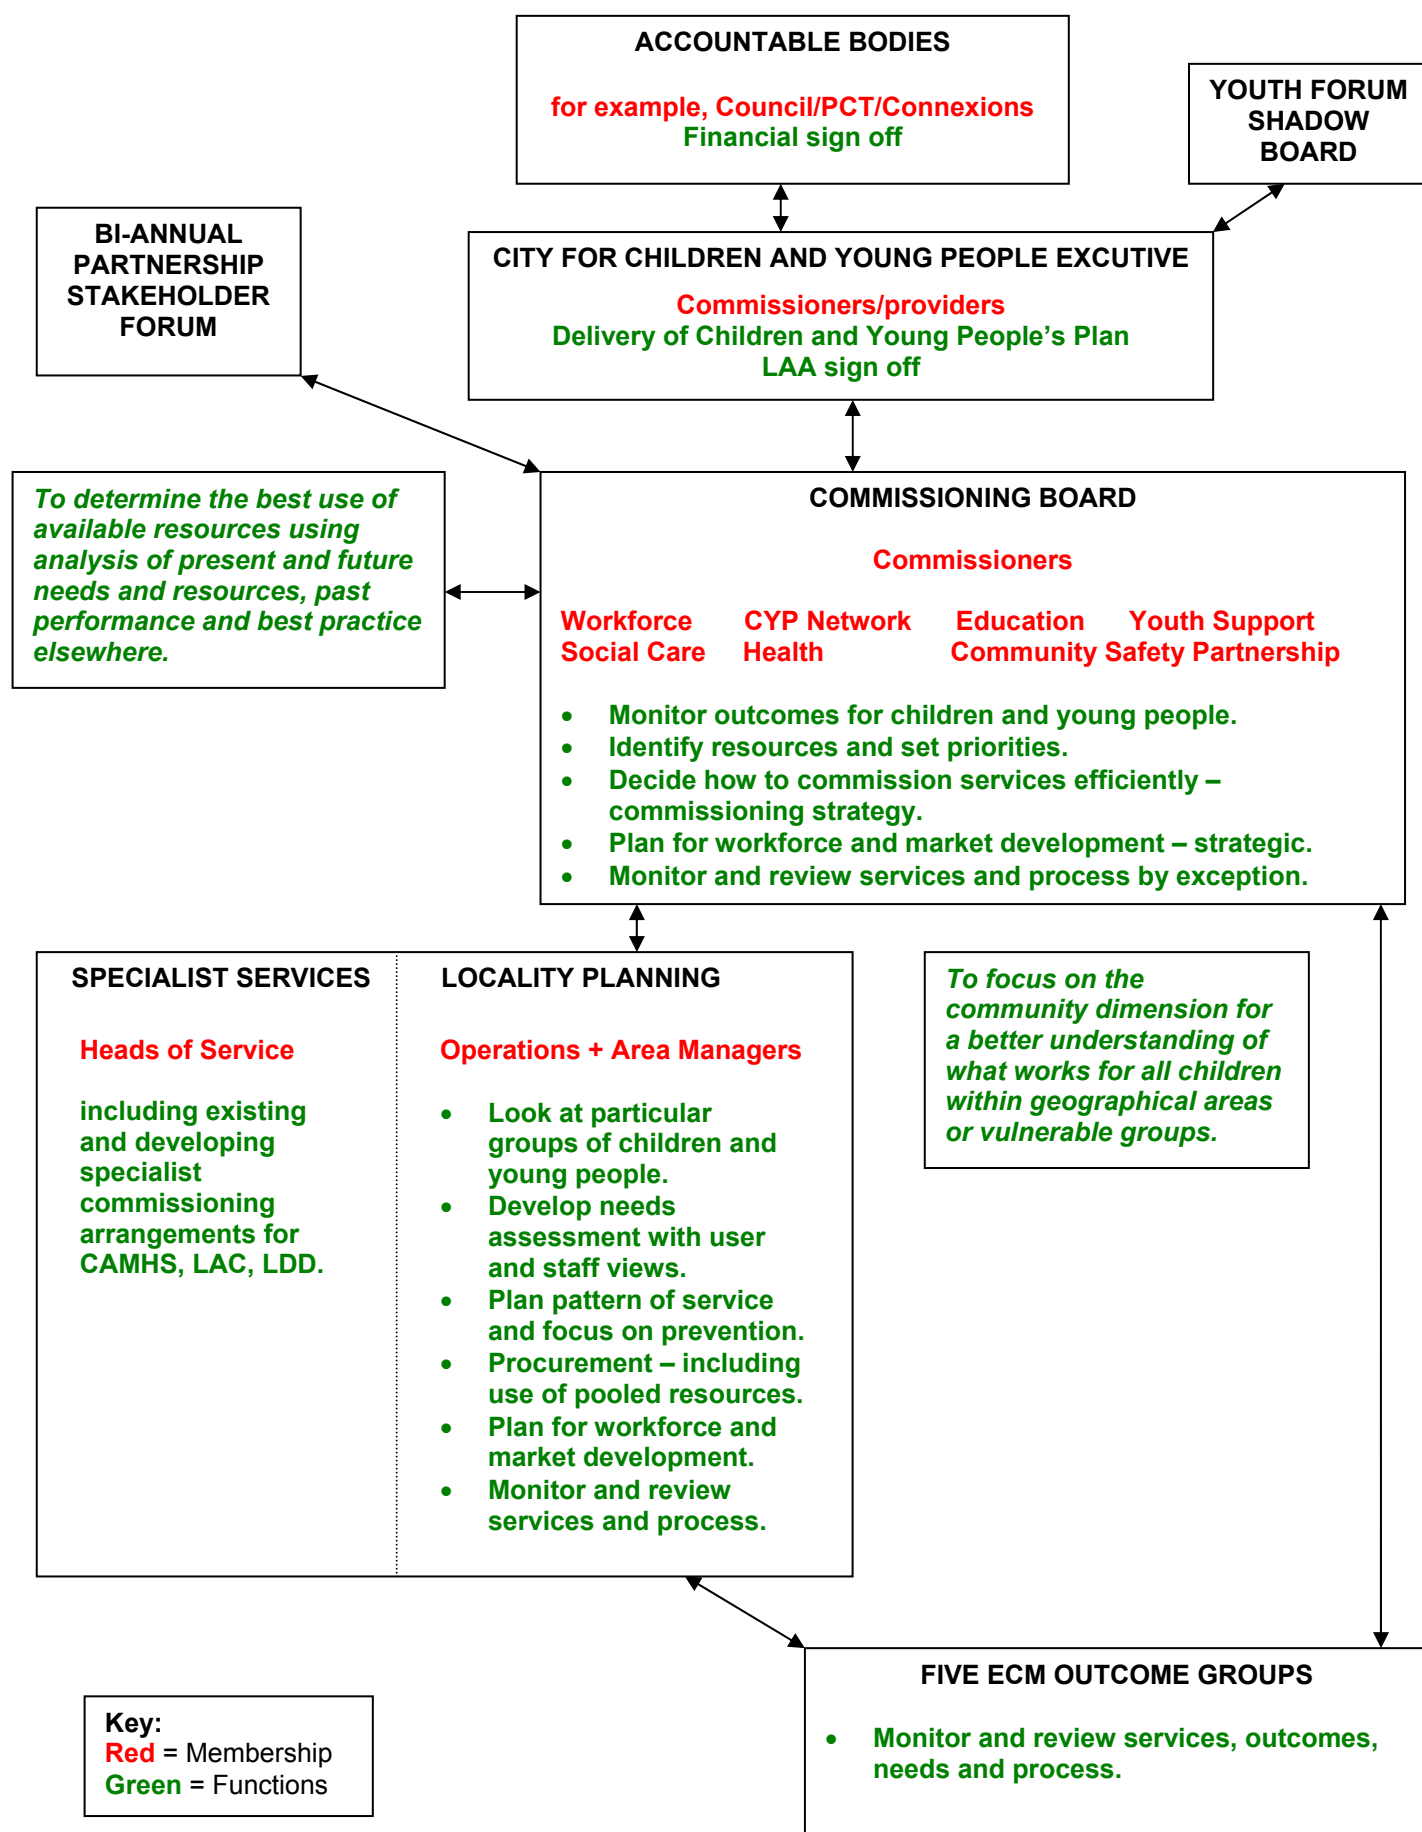 ACCOUNTABLE BODIES
for example, Council/PCT/Connexions
Financial sign off
YOUTH FORUM
SHADOW
BOARD
BI-ANNUAL
PARTNERSHIP
STAKEHOLDER
FORUM
CITY FOR CHILDREN AND YOUNG PEOPLE EXCUTIVE
Commissioners/providers
Delivery of Children and Young People’s Plan
LAA sign off
To determine the best use of
available resources using
analysis of present and future
needs and resources, past
performance and best practice
elsewhere.
COMMISSIONING BOARD
Commissioners
Workforce CYP Network Education Youth Support
Social Care Health Community Safety Partnership
• Monitor outcomes for children and young people.
• Identify resources and set priorities.
• Decide how to commission services efficiently –
commissioning strategy.
• Plan for workforce and market development – strategic.
• Monitor and review services and process by exception.
SPECIALIST SERVICES
Heads of Service
including existing
and developing
specialist
commissioning
arrangements for
CAMHS, LAC, LDD.
LOCALITY PLANNING
Operations + Area Managers
• Look at particular
groups of children and
young people.
• Develop needs
assessment with user
and staff views.
• Plan pattern of service
and focus on prevention.
• Procurement – including
use of pooled resources.
• Plan for workforce and
market development.
• Monitor and review
services and process.
To focus on the
community dimension for
a better understanding of
what works for all children
within geographical areas
or vulnerable groups.
FIVE ECM OUTCOME GROUPS
• Monitor and review services, outcomes,
needs and process.
Key:
Red = Membership
Green = Functions